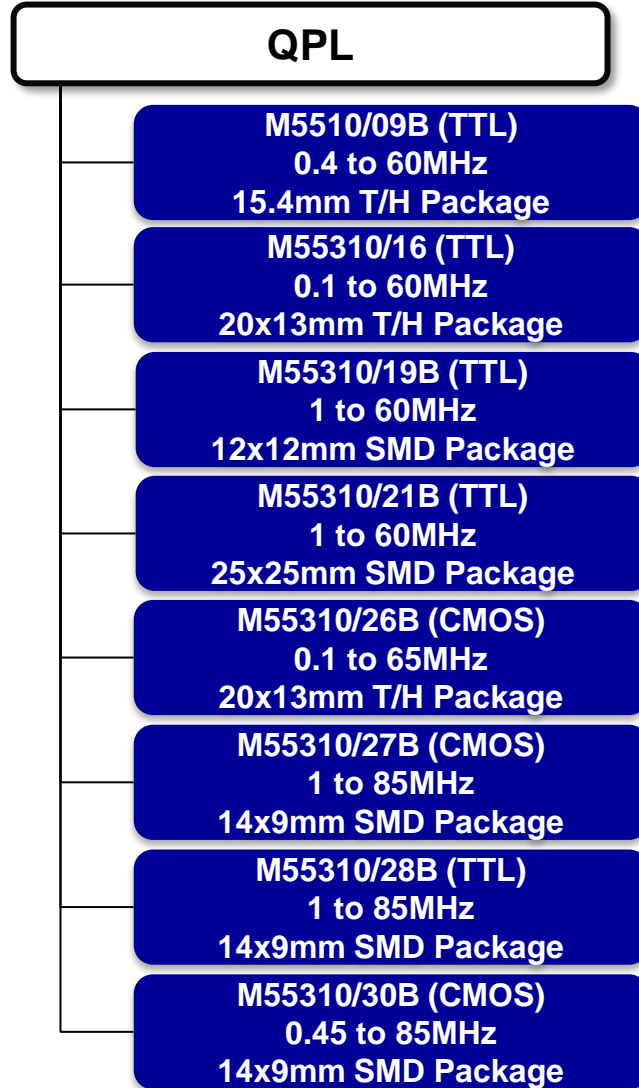 QPL
M5510/09B (TTL)
0.4 to 60MHz
15.4mm T/H Package
M55310/16 (TTL)
0.1 to 60MHz
20x13mm T/H Package
M55310/19B (TTL)
1 to 60MHz
12x12mm SMD Package
M55310/21B (TTL)
1 to 60MHz
25x25mm SMD Package
M55310/26B (CMOS)
0.1 to 65MHz
20x13mm T/H Package
M55310/27B (CMOS)
1 to 85MHz
14x9mm SMD Package
M55310/28B (TTL)
1 to 85MHz
14x9mm SMD Package
M55310/30B (CMOS)
0.45 to 85MHz
14x9mm SMD Package